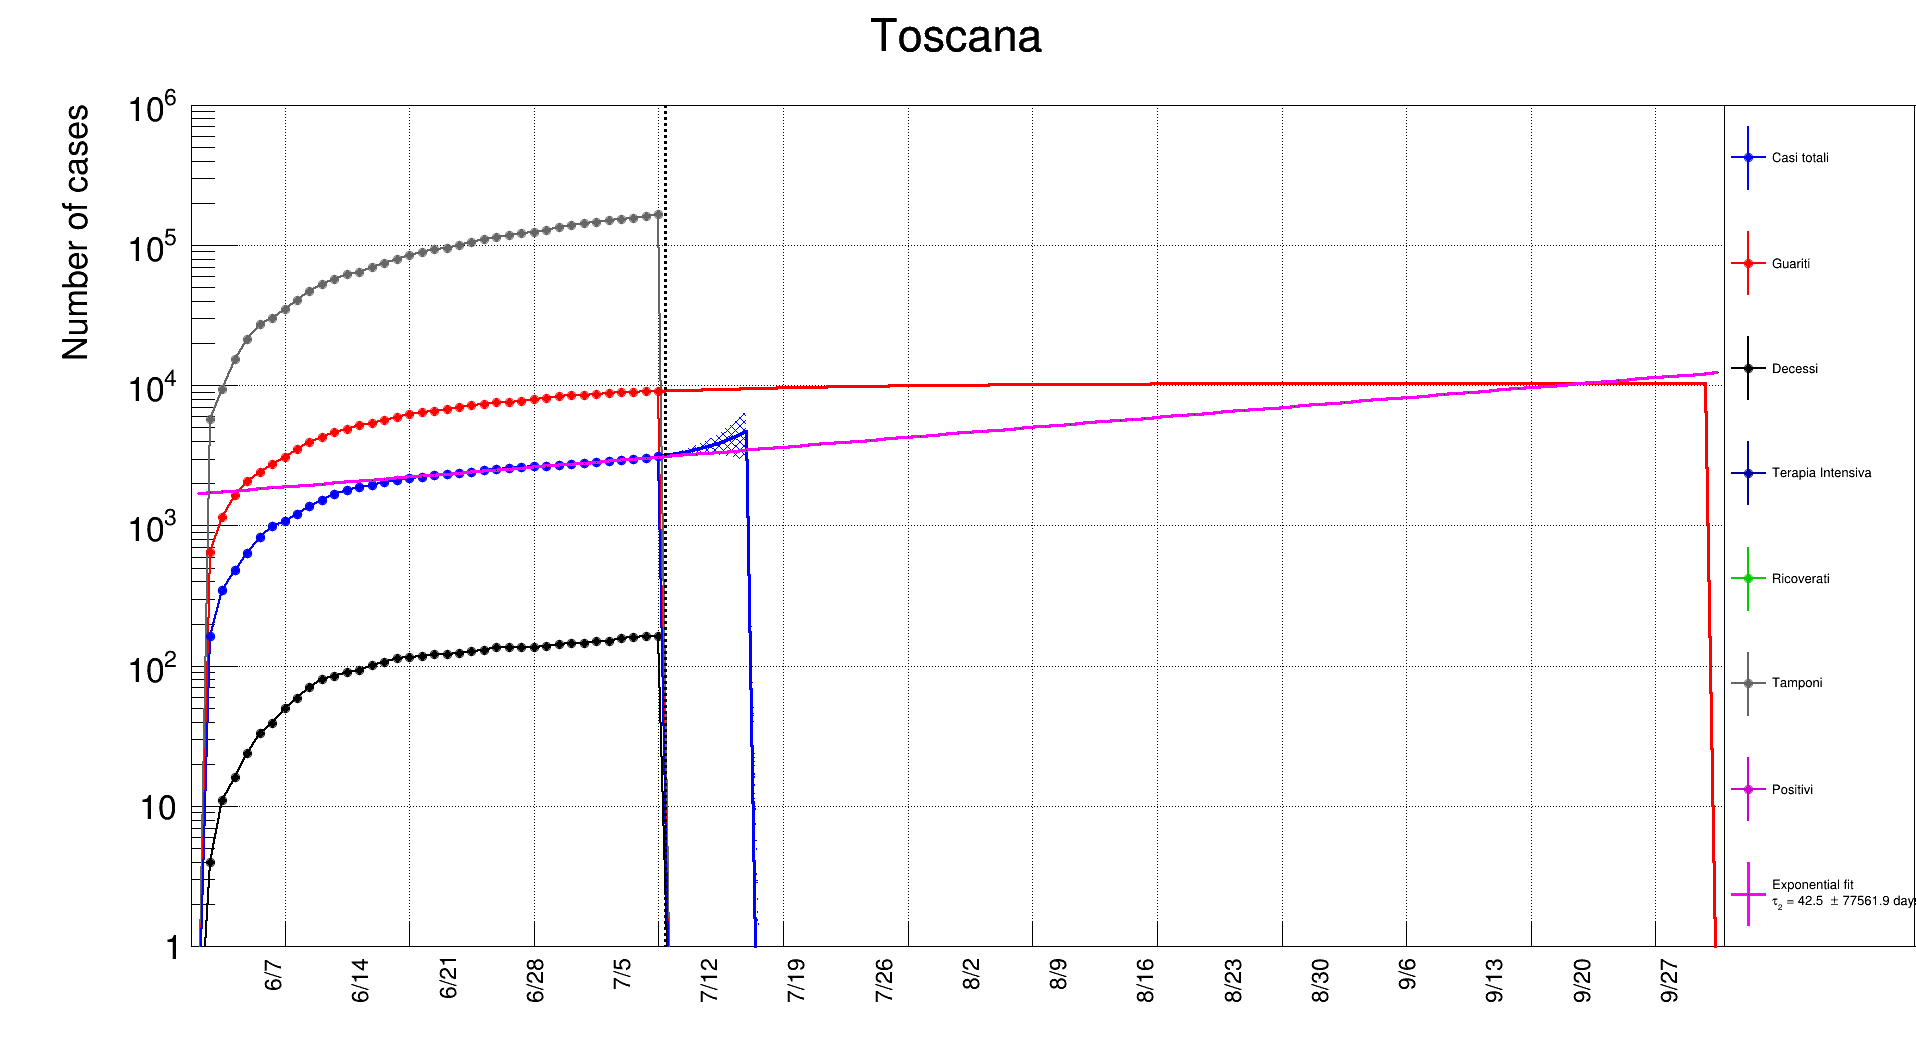 Toscana
Number of cases
10^6
10^5
10^4
10^3
10^2
10
1
6/7
6/14
6/21
6/28
7/5
7/12
7/19
7/26
8/2
8/9
8/16
8/23
8/30
9/6
9/13
9/20
9/27
Casi totali
Guariti
Decessi
Terapia Intensiva
Ricoverati
Tamponi
Positivi
Exponential fit
τ_2 = 42.5 ± 77561.9 day